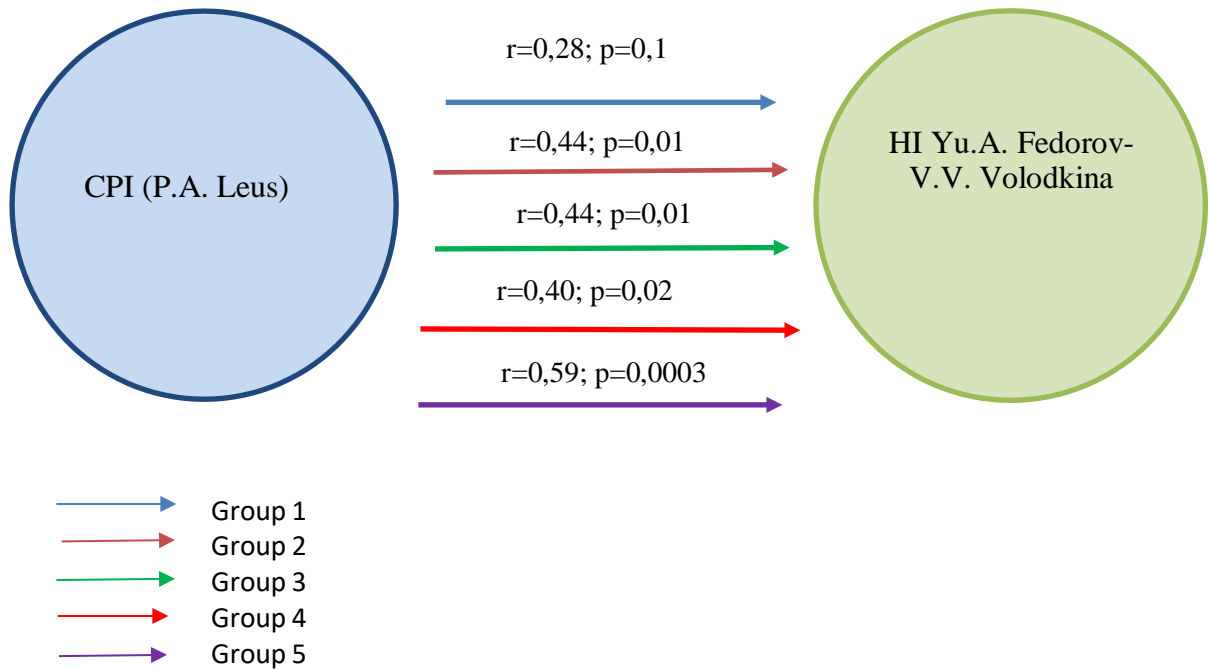 r=0,28; p=0,1
r=0,44; p=0,01
CPI (P.A. Leus)
HI Yu.A. Fedorov-
V.V. Volodkina
r=0,44; p=0,01
r=0,40; p=0,02
r=0,59; p=0,0003
Group 1
Group 2
Group 3
Group 4
Group 5